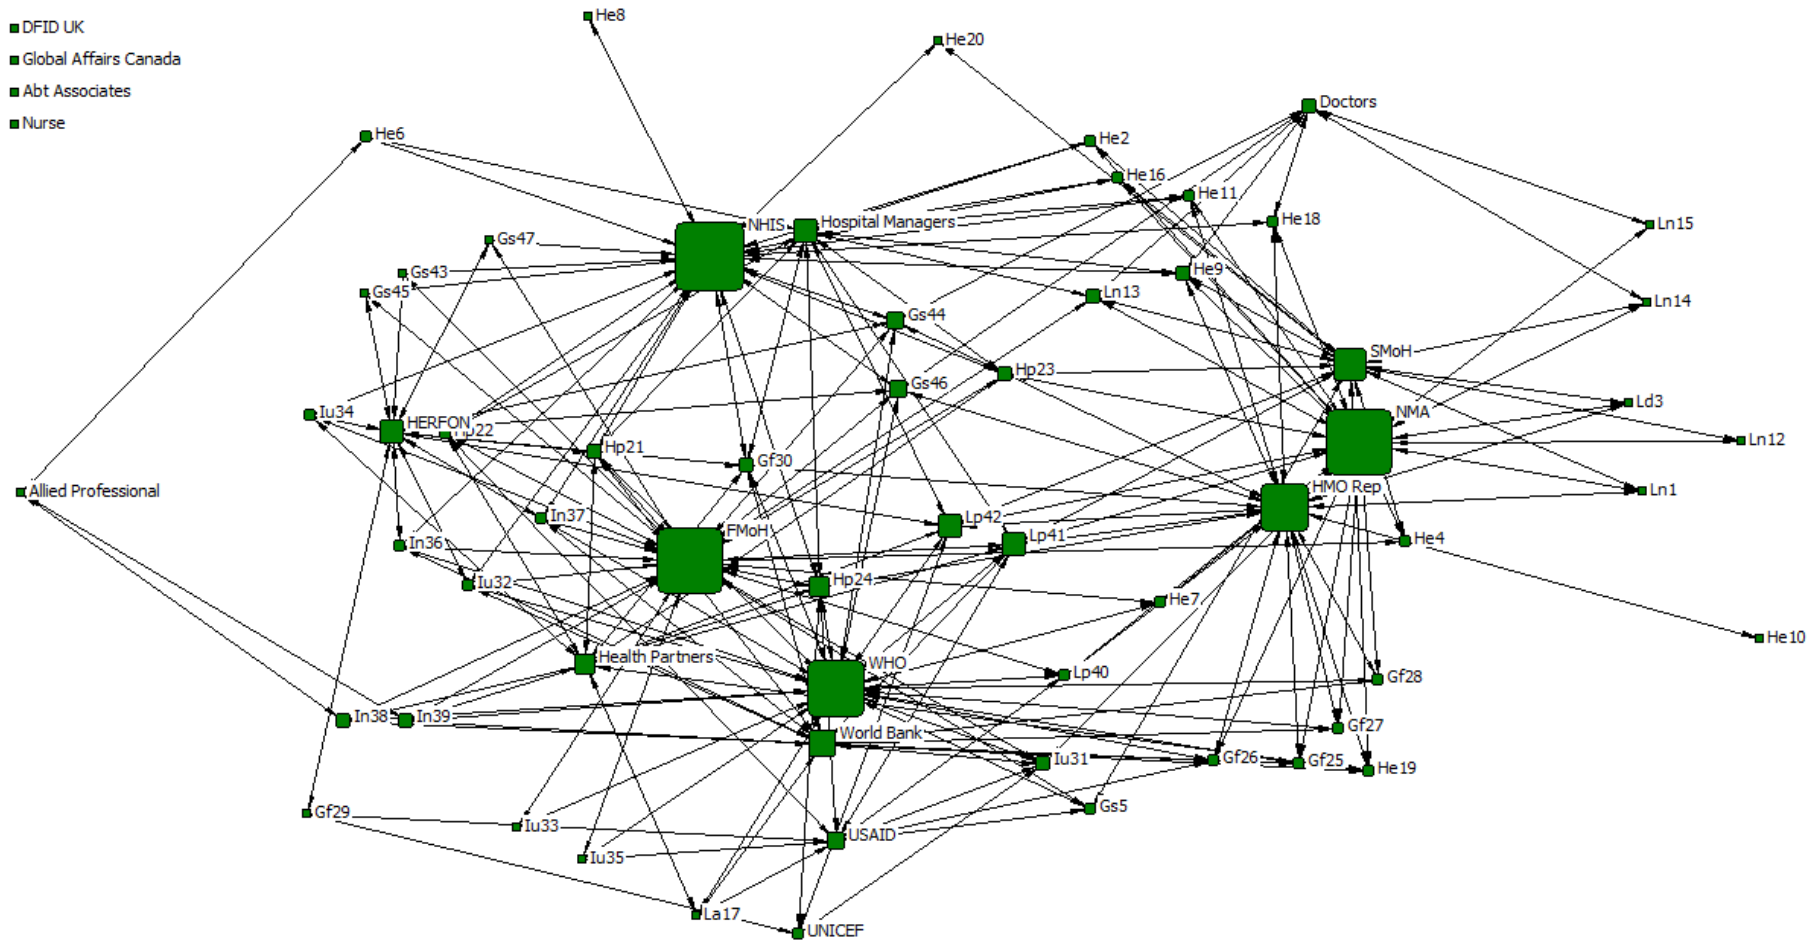 He8
DFID UK
He20
Global Affairs Canada
Abt Associates
Doctors
Nurse
He6
He2
He16
He11
NHIS
Hospital Managers
He18
Ln15
Gs47
Gs43
He9
Gs45
Ln13
Ln14
Gs44
SMoH
Hp23
Gs46
Ld3
Iu34
NMA
HERFON
Hp22
Ln12
Hp21
Gf30
HMO Rep
Ln1
Allied Professional
In37
Lp42
FMoH
Lp41
In36
He4
Hp24
Iu32
He7
He10
Health Partners
WHO
Lp40
Gf28
In38
In39
World Bank
Gf27
Iu31
Gf26
Gf25
He19
Gf29
Gs5
Iu33
USAID
Iu35
La17
UNICEF